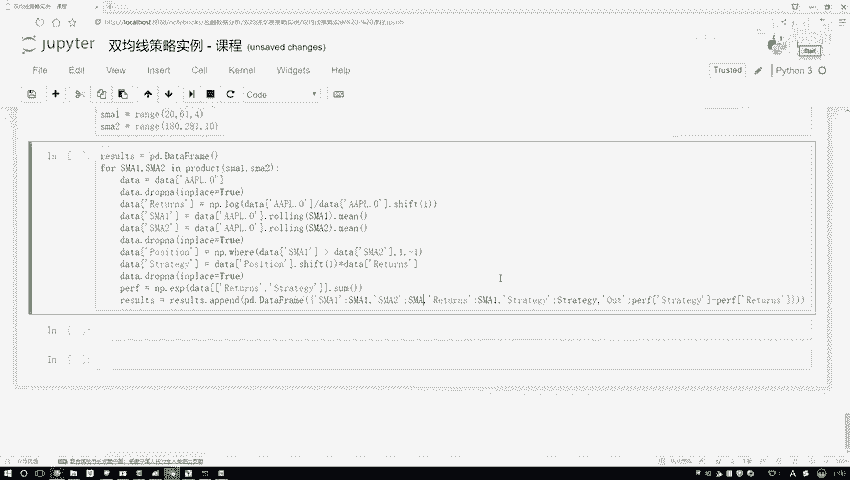 jupyter 双均线策略实例 - 课程 (unsaved changes)
File Edit View Insert Cell Kernel Widgets Help
Trusted Python 3
Code
sma1 = range(20,61,4)
sma2 = range(180,281,10)
In [ ]:
results = pd.DataFrame()
for SMA1,SMA2 in product(sma1,sma2):
data = data['AAPL.O']
data.dropna(inplace=True)
data['Returns'] = np.log(data['AAPL.O']/data['AAPL.O'].shift(1))
data['SMA1'] = data['AAPL.O'].rolling(SMA1).mean()
data['SMA2'] = data['AAPL.O'].rolling(SMA2).mean()
data.dropna(inplace=True)
data['Position'] = np.where(data['SMA1'] > data['SMA2'],1,-1)
data['Strategy'] = data['Position'].shift(1)*data['Returns']
data.dropna(inplace=True)
perf = np.exp(data[['Returns','Strategy']].sum())
results = results.append(pd.DataFrame({'SMA1':SMA1,'SMA2':SMA,'Returns':SMA1,'Strategy':Strategy,'Out':perf['Strategy']-perf['Returns']}))
In [ ]:
In [ ]: